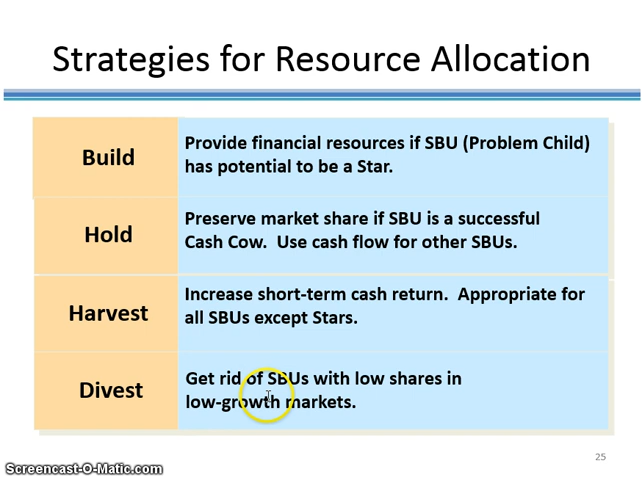 Strategies for Resource Allocation
Build
Provide financial resources if SBU (Problem Child)
has potential to be a Star.
Hold
Preserve market share if SBU is a successful
Cash Cow.  Use cash flow for other SBUs.
Harvest
Increase short-term cash return.  Appropriate for
all SBUs except Stars.
Divest
Get rid of SBUs with low shares in
low-growth markets.
25
Screencast-O-Matic.com